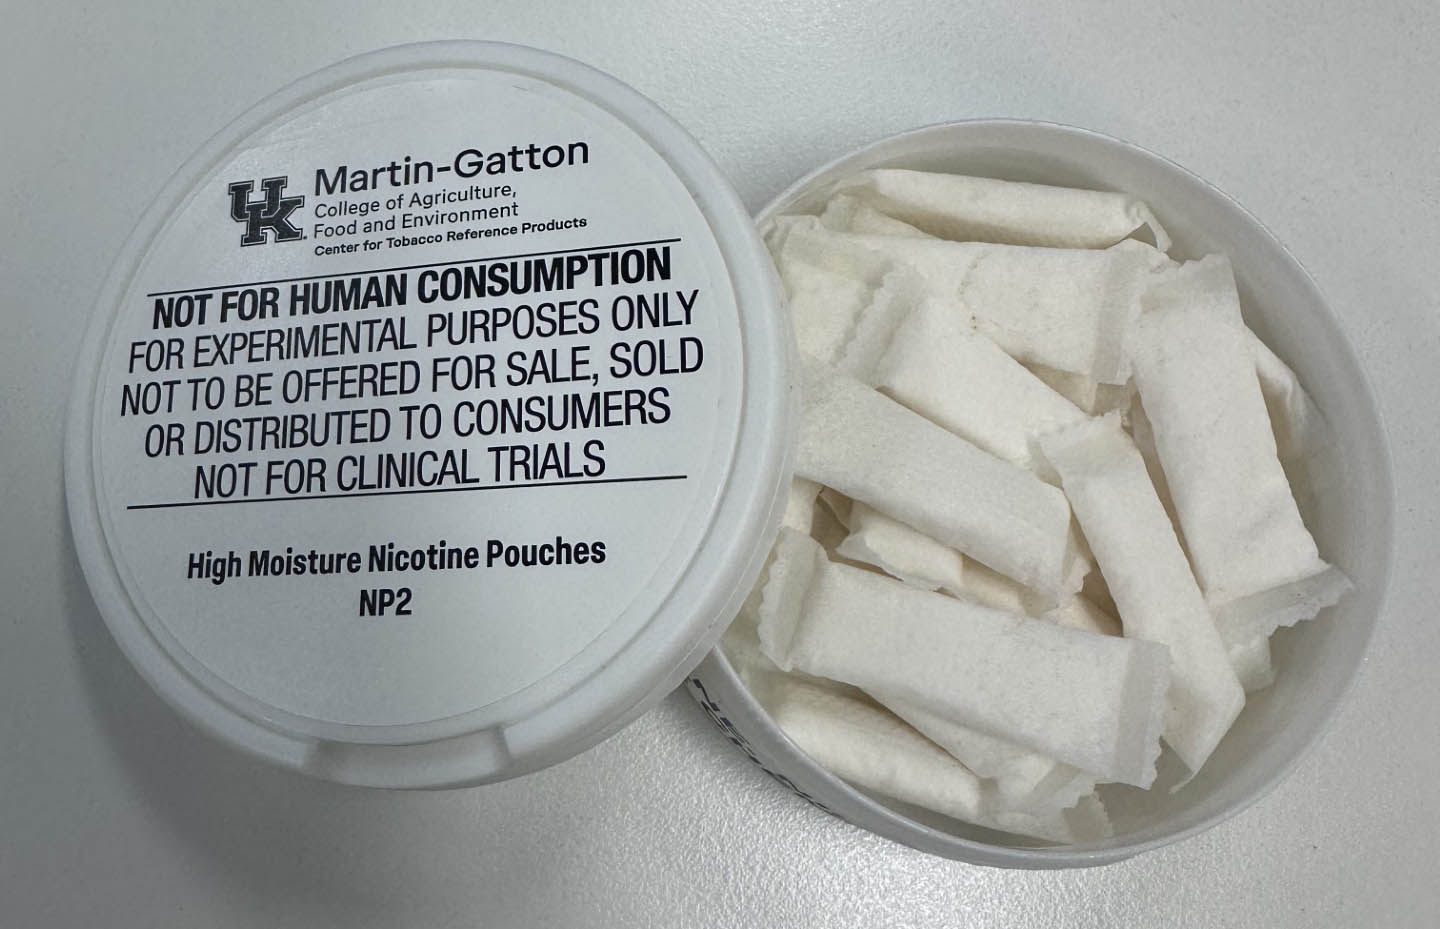 UK
Martin-Gatton
College of Agriculture,
Food and Environment
Center for Tobacco Reference Products
NOT FOR HUMAN CONSUMPTION
FOR EXPERIMENTAL PURPOSES ONLY
NOT TO BE OFFERED FOR SALE, SOLD
OR DISTRIBUTED TO CONSUMERS
NOT FOR CLINICAL TRIALS
High Moisture Nicotine Pouches
NP2